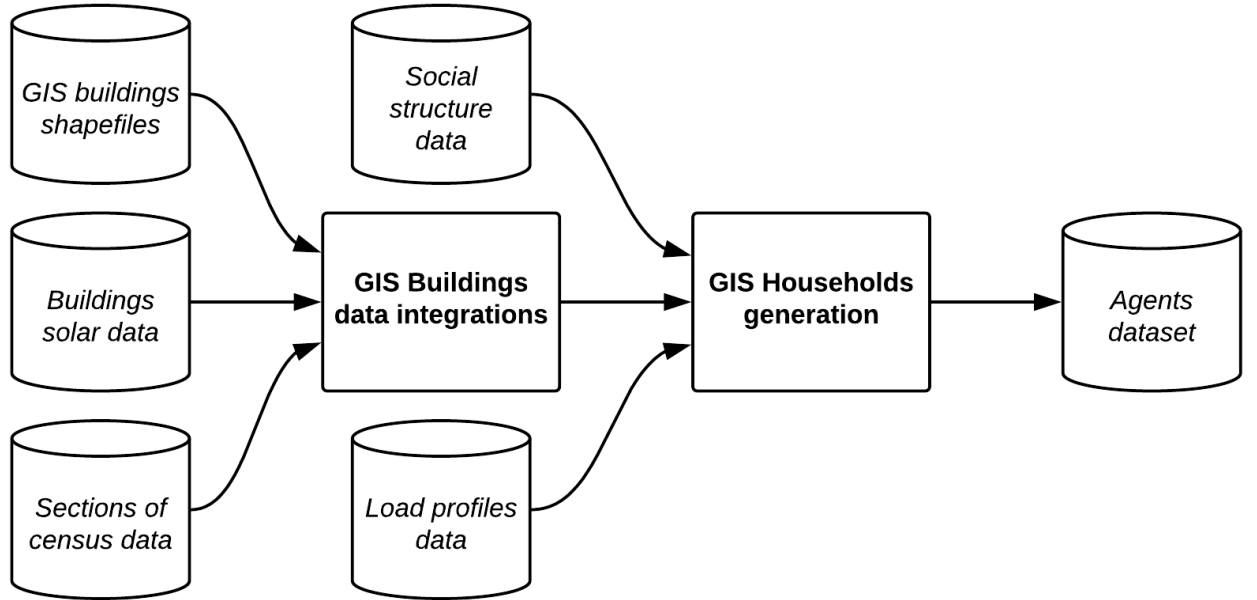 GIS buildings
shapefiles
Social
structure
data
Buildings
solar data
GIS Buildings
data integrations
GIS Households
generation
Agents
dataset
Sections of
census data
Load profiles
data